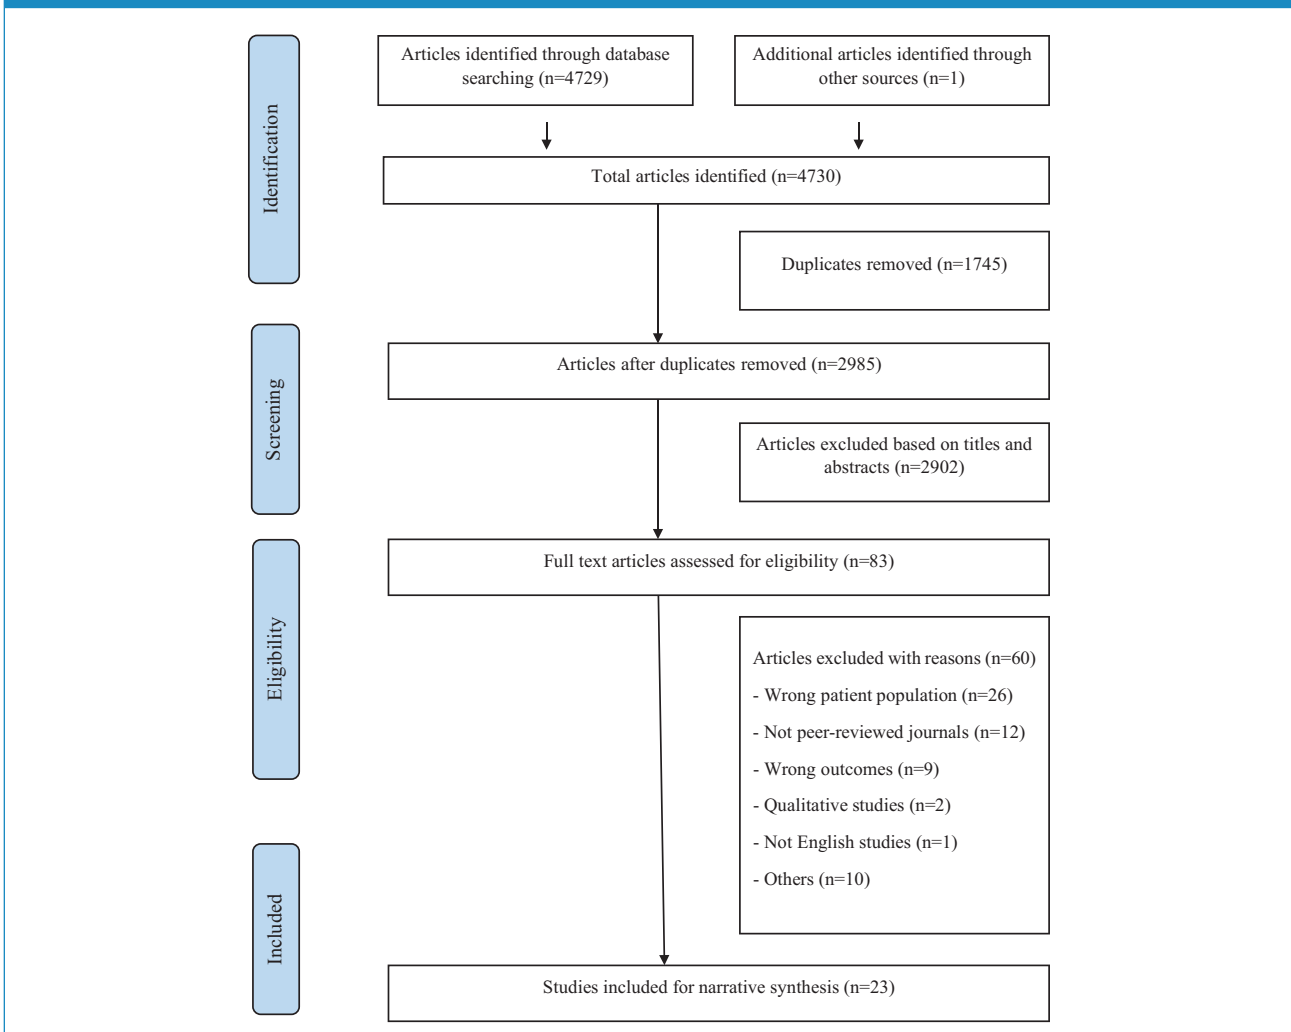 Identification
Articles identified through database
searching (n=4729)
Additional articles identified through
other sources (n=1)
Total articles identified (n=4730)
Duplicates removed (n=1745)
Screening
Articles after duplicates removed (n=2985)
Articles excluded based on titles and
abstracts (n=2902)
Eligibility
Full text articles assessed for eligibility (n=83)
Articles excluded with reasons (n=60)
- Wrong patient population (n=26)
- Not peer-reviewed journals (n=12)
- Wrong outcomes (n=9)
- Qualitative studies (n=2)
- Not English studies (n=1)
- Others (n=10)
Included
Studies included for narrative synthesis (n=23)